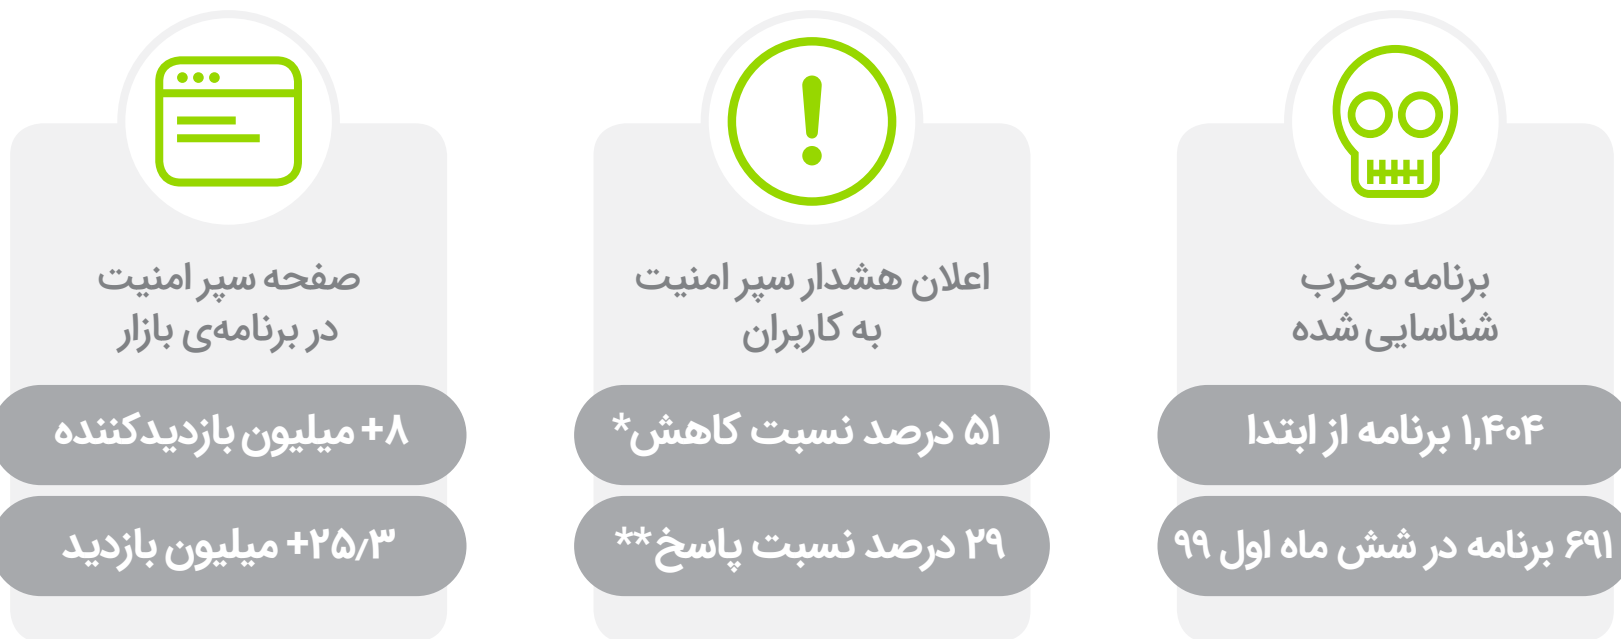 برنامه مخرب
شناسایی شده
۱,۴۰۴ برنامه از ابتدا
۶۹۱ برنامه در شش ماه اول ۹۹
اعلان هشدار سپر امنیت
به کاربران
۵۱ درصد نسبت کاهش*
۲۹ درصد نسبت پاسخ**
صفحه سپر امنیت
در برنامه‌ی بازار
۸+ میلیون بازدیدکننده
۲۵٫۳+ میلیون بازدید